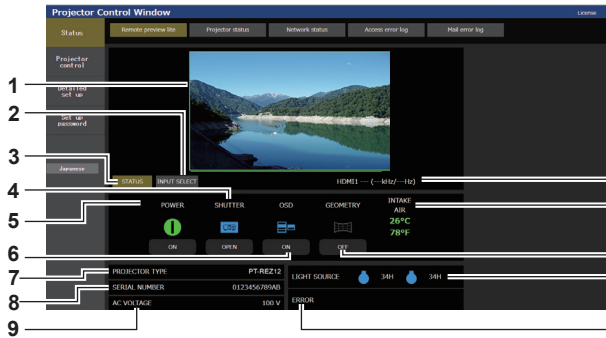 Projector Control Window
License
Status
Remote preview lite
Projector status
Network status
Access error log
Mail error log
Projector
control
Detailed
set up
Set up
password
Japanese
1
2
3
4
5
6
7
8
9
STATUS
INPUT SELECT
HDMI1 --- (---kHz/---Hz)
POWER
SHUTTER
OSD
GEOMETRY
INTAKE
AIR
26°C
78°F
ON
OPEN
ON
OFF
PROJECTOR TYPE PT-REZ12
SERIAL NUMBER 0123456789AB
AC VOLTAGE 100 V
LIGHT SOURCE 34H 34H
ERROR